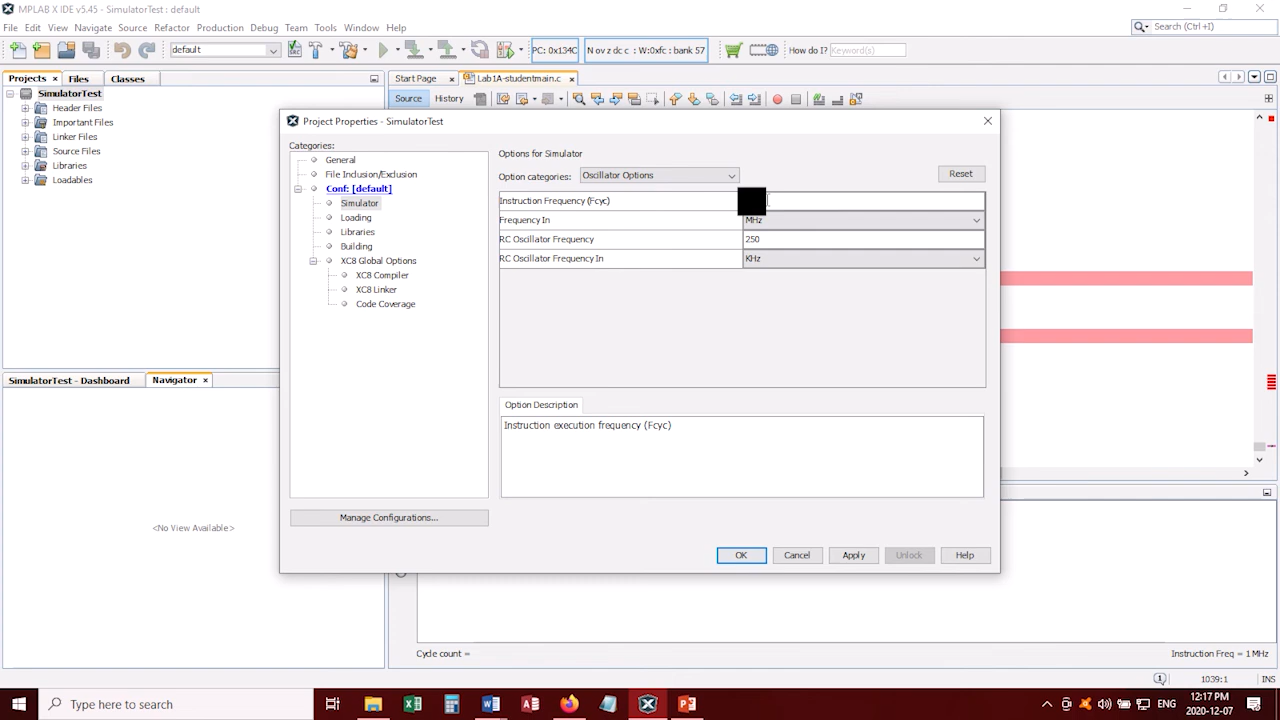 MPLAB X IDE v5.45 - SimulatorTest : default
File Edit View Navigate Source Refactor Production Debug Team Tools Window Help
Search (Ctrl+I)
default
PC: 0x134C
N ov z dc c : W:0xfc : bank 57
How do I?
Keyword(s)
Projects
Files
Classes
Start Page
Lab1A-studentmain.c
SimulatorTest
Header Files
Important Files
Linker Files
Source Files
Libraries
Loadables
Source
History
Project Properties - SimulatorTest
Categories:
General
File Inclusion/Exclusion
Conf: [default]
Simulator
Loading
Libraries
Building
XC8 Global Options
XC8 Compiler
XC8 Linker
Code Coverage
Manage Configurations...
Options for Simulator
Option categories:
Oscillator Options
Reset
Instruction Frequency (Fcyc)
Frequency In
MHz
RC Oscillator Frequency
250
RC Oscillator Frequency In
KHz
Option Description
Instruction execution frequency (Fcyc)
OK
Cancel
Apply
Unlock
Help
SimulatorTest - Dashboard
Navigator
<No View Available>
Cycle count =
Instruction Freq = 1 MHz
1
1039:1
INS
Type here to search
ENG
12:17 PM
2020-12-07